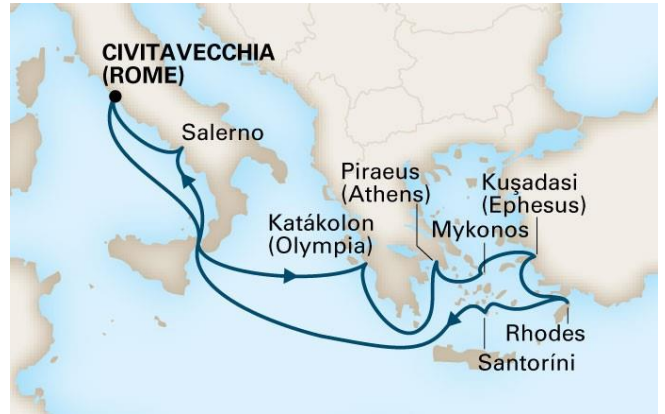 CIVITAVECCHIA
(ROME)
Salerno
Piraeus
(Athens)
Kuşadasi
(Ephesus)
Katákolon
(Olympia)
Mykonos
Rhodes
Santoríni